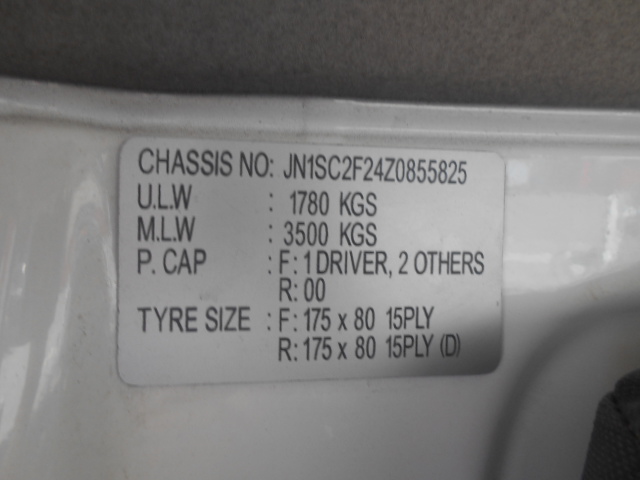 CHASSIS NO: JN1SC2F24Z0855825
U.L.W : 1780 KGS
M.L.W : 3500 KGS
P. CAP : F: 1 DRIVER, 2 OTHERS
R: 00
TYRE SIZE : F: 175 x 80 15PLY
R: 175 x 80 15PLY (D)